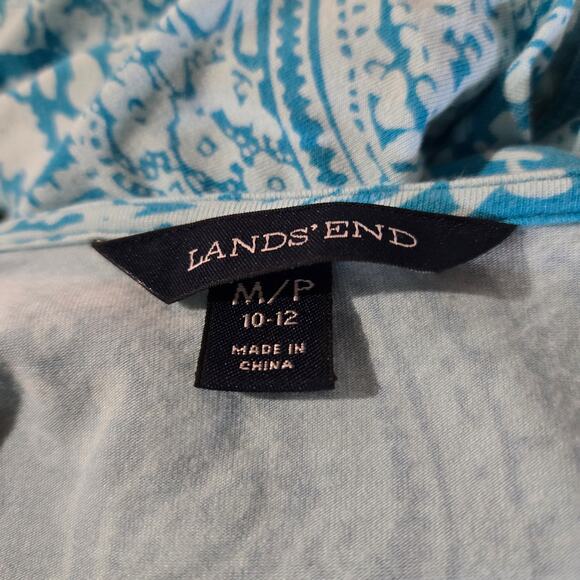 LANDS' END
M/P
10-12
MADE IN
CHINA